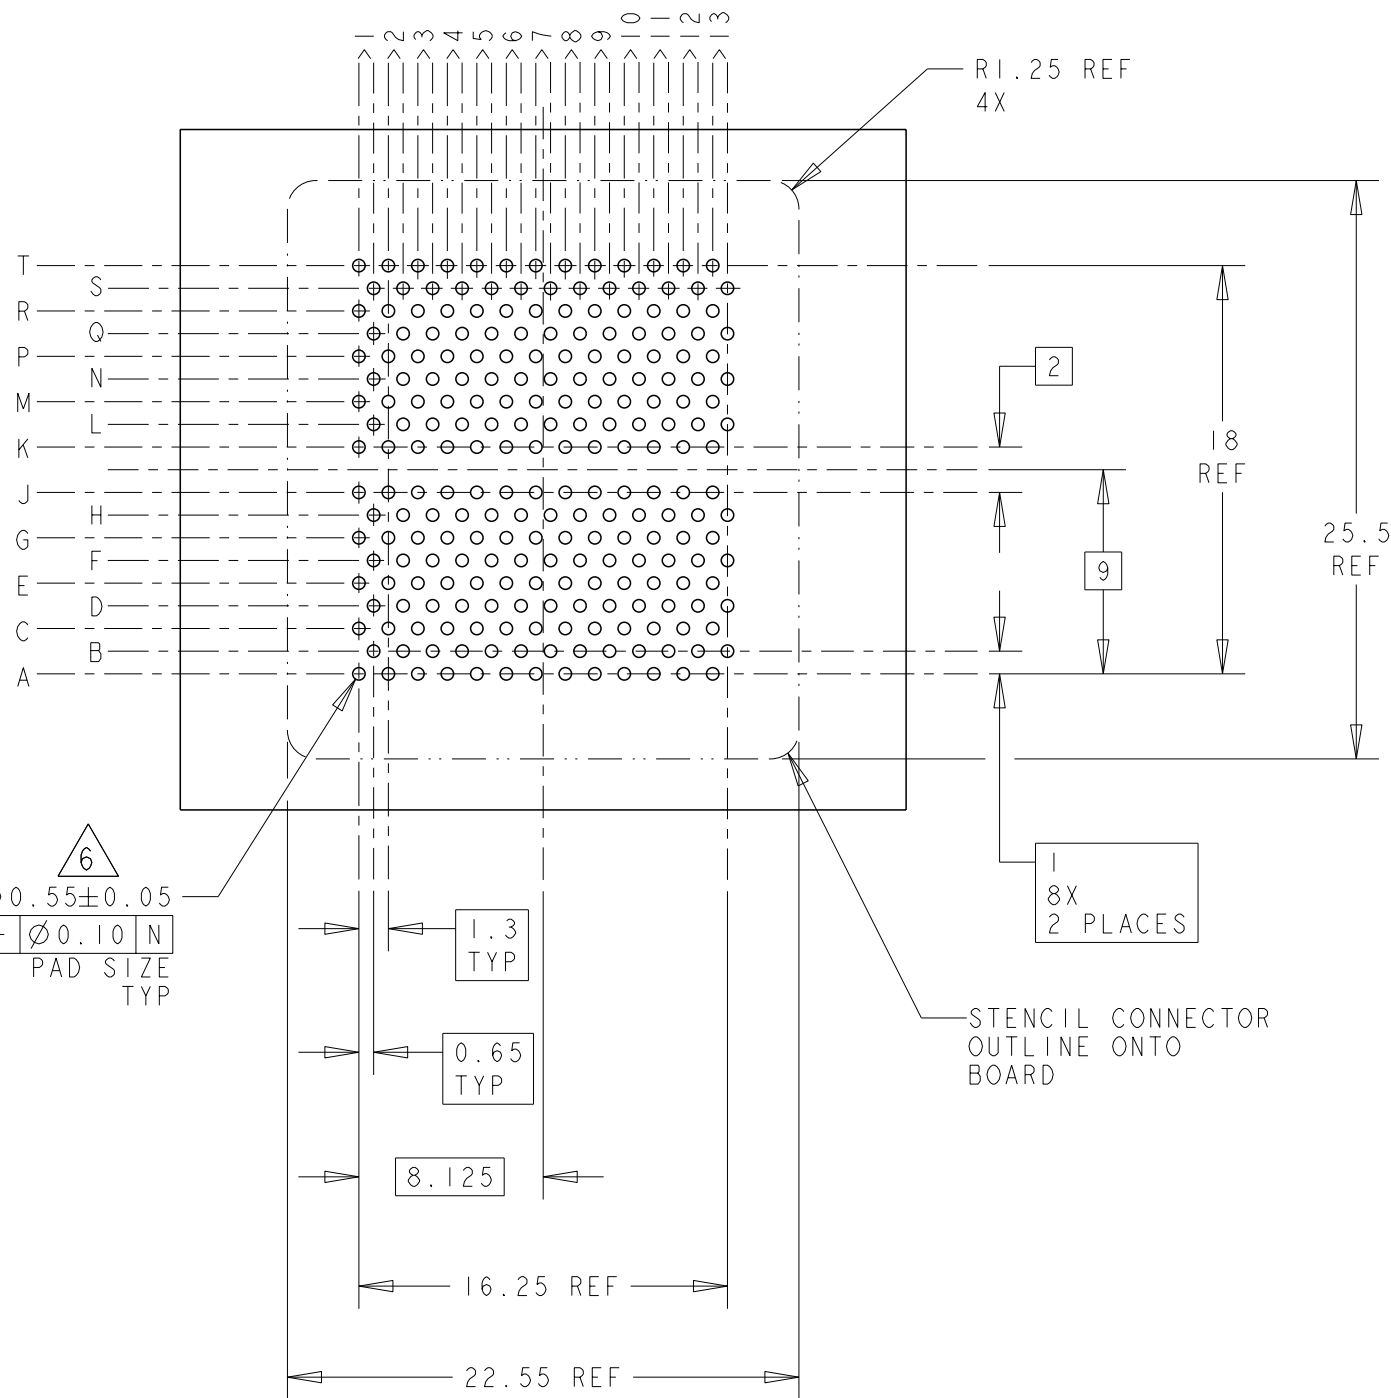 1 2 3 4 5 6 7 8 9 10 11 12 13
R1.25 REF
4X
T
S
R
Q
P
N
M
L
K
J
H
G
F
E
D
C
B
A
2
18
REF
25.5
REF
9
6
0.55±0.05
Ø0.10 N
PAD SIZE
TYP
1
8X
2 PLACES
1.3
TYP
STENCIL CONNECTOR
OUTLINE ONTO
BOARD
0.65
TYP
8.125
16.25 REF
22.55 REF